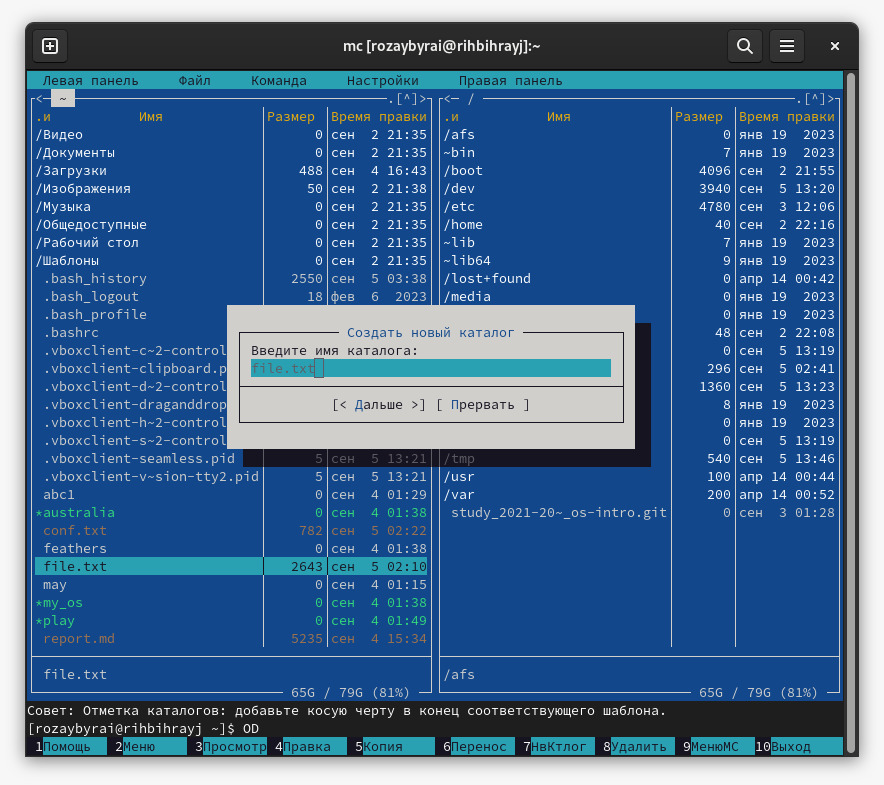 mc [rozaybyrai@rihbihrayj]:~
Левая панель Файл Команда Настройки Правая панель
<─ ~ .[^]> <─ / .[^]>
.и Имя Размер Время правки .и Имя Размер Время правки
/Видео 0 сен 2 21:35 /afs 0 янв 19 2023
/Документы 0 сен 2 21:35 ~bin 7 янв 19 2023
/Загрузки 488 сен 4 16:43 /boot 4096 сен 2 21:55
/Изображения 50 сен 2 21:38 /dev 3940 сен 5 13:20
/Музыка 0 сен 2 21:35 /etc 4780 сен 3 12:06
/Общедоступные 0 сен 2 21:35 /home 40 сен 2 22:16
/Рабочий стол 0 сен 2 21:35 ~lib 7 янв 19 2023
/Шаблоны 0 сен 2 21:35 ~lib64 9 янв 19 2023
.bash_history 2550 сен 5 03:38 /lost+found 0 апр 14 00:42
.bash_logout 18 фев 6 2023 /media 0 янв 19 2023
.bash_profile 0 янв 19 2023
.bashrc Создать новый каталог 48 сен 2 22:08
.vboxclient-c~2-control Введите имя каталога: 0 сен 5 13:19
.vboxclient-clipboard.p file.txt 296 сен 5 02:41
.vboxclient-d~2-control 1360 сен 5 13:23
.vboxclient-draganddrop [< Дальше >] [ Прервать ] 8 янв 19 2023
.vboxclient-h~2-control 0 янв 19 2023
.vboxclient-s~2-control 0 сен 5 13:19
.vboxclient-seamless.pid 5 сен 5 13:21 /tmp 540 сен 5 13:46
.vboxclient-v~sion-tty2.pid 5 сен 5 13:21 /usr 100 апр 14 00:44
abc1 0 сен 4 01:29 /var 200 апр 14 00:52
*australia 0 сен 4 01:38 study_2021-20~_os-intro.git 0 сен 3 01:28
conf.txt 782 сен 5 02:22
feathers 0 сен 4 01:38
file.txt 2643 сен 5 02:10
may 0 сен 4 01:15
*my_os 0 сен 4 01:38
*play 0 сен 4 01:49
report.md 5235 сен 4 15:34
file.txt /afs
65G / 79G (81%) 65G / 79G (81%)
Совет: Отметка каталогов: добавьте косую черту в конец соответствующего шаблона.
[rozaybyrai@rihbihrayj ~]$ OD
1Помощь 2Меню 3Просмотр 4Правка 5Копия 6Перенос 7НвКтлог 8Удалить 9МенюМС 10Выход